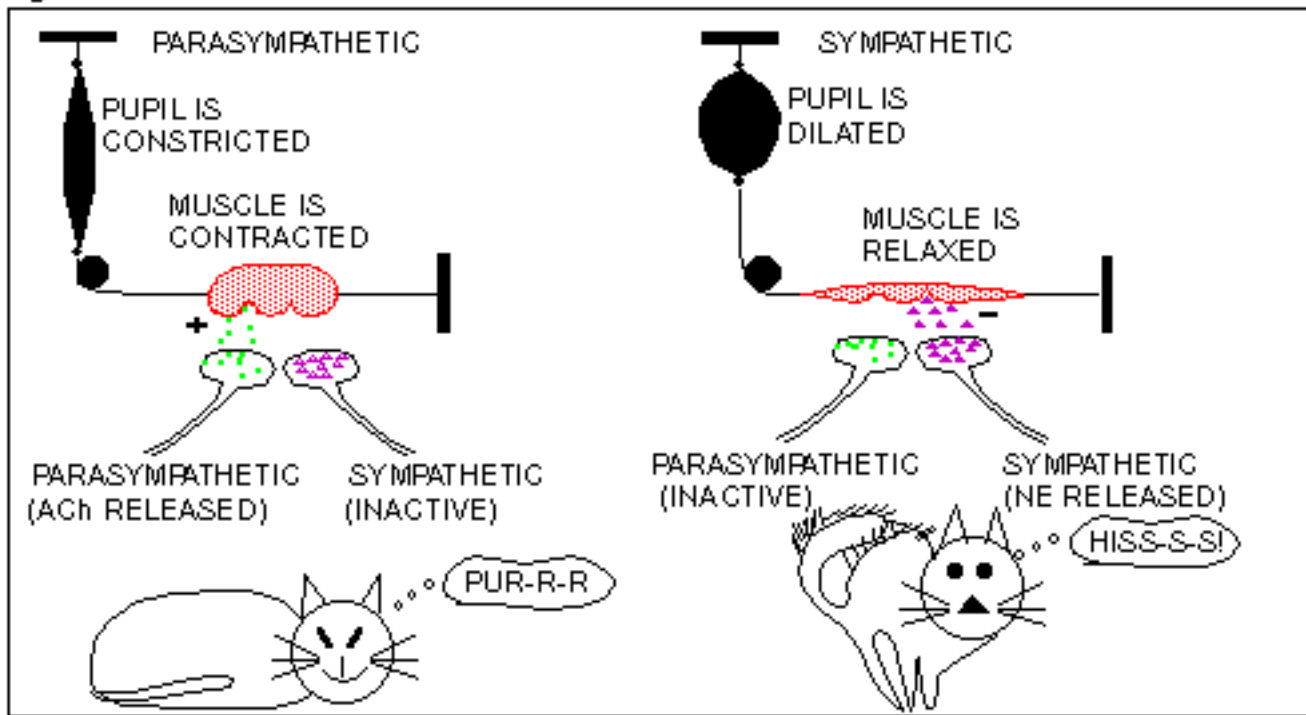 PARASYMPATHETIC
PUPIL IS
CONSTRICTED
MUSCLE IS
CONTRACTED
+
PARASYMPATHETIC
(ACh RELEASED)
SYMPATHETIC
(INACTIVE)
PUR-R-R
SYMPATHETIC
PUPIL IS
DILATED
MUSCLE IS
RELAXED
-
PARASYMPATHETIC
(INACTIVE)
SYMPATHETIC
(NE RELEASED)
HISS-S-S!